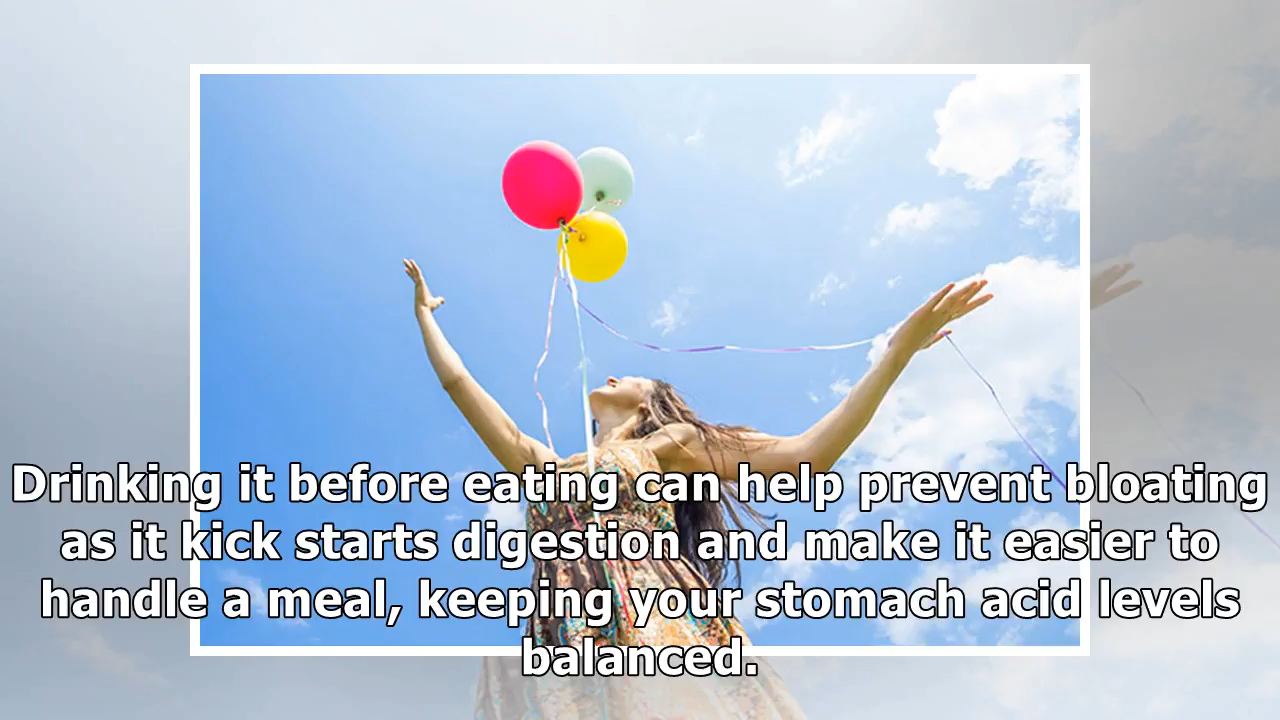 Drinking it before eating can help prevent bloating
as it kick starts digestion and make it easier to
handle a meal, keeping your stomach acid levels
balanced.